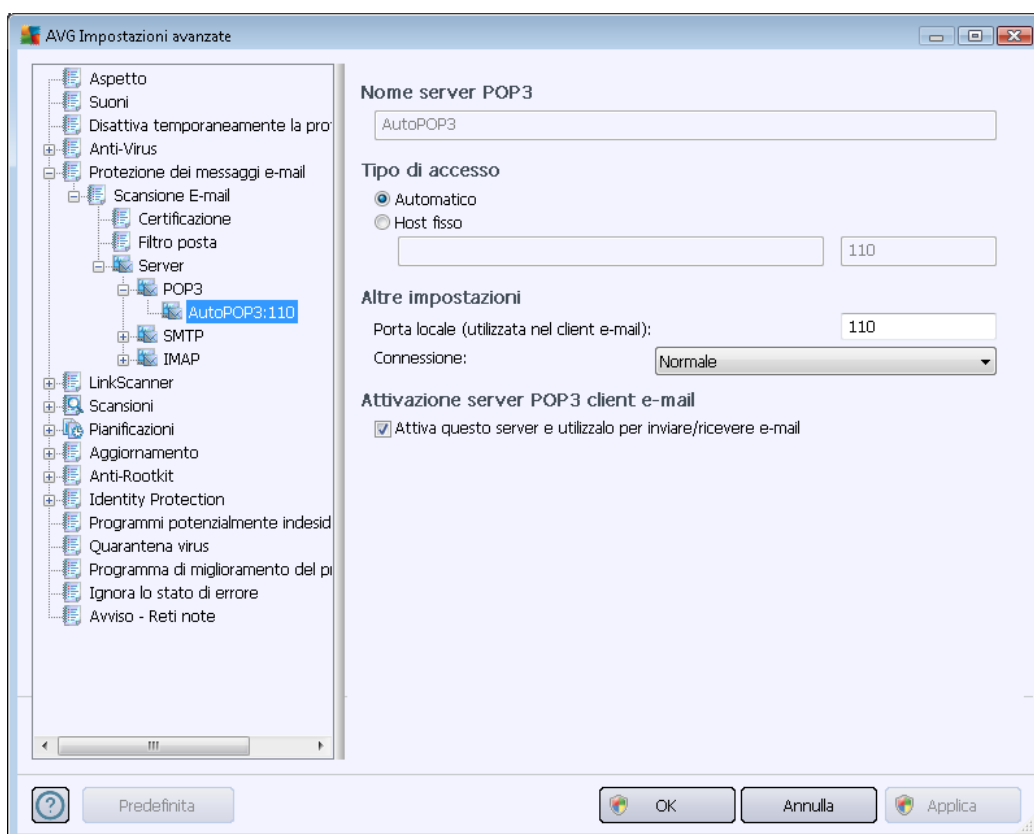 AVG Impostazioni avanzate
Aspetto
Suoni
Disattiva temporaneamente la pro
Anti-Virus
Protezione dei messaggi e-mail
Scansione E-mail
Certificazione
Filtro posta
Server
POP3
AutoPOP3:110
SMTP
IMAP
LinkScanner
Scansioni
Pianificazioni
Aggiornamento
Anti-Rootkit
Identity Protection
Programmi potenzialmente indesid
Quarantena virus
Programma di miglioramento del pr
Ignora lo stato di errore
Avviso - Reti note
Nome server POP3
AutoPOP3
Tipo di accesso
Automatico
Host fisso
110
Altre impostazioni
Porta locale (utilizzata nel client e-mail): 110
Connessione: Normale
Attivazione server POP3 client e-mail
Attiva questo server e utilizzalo per inviare/ricevere e-mail
Predefinita OK Annulla Applica